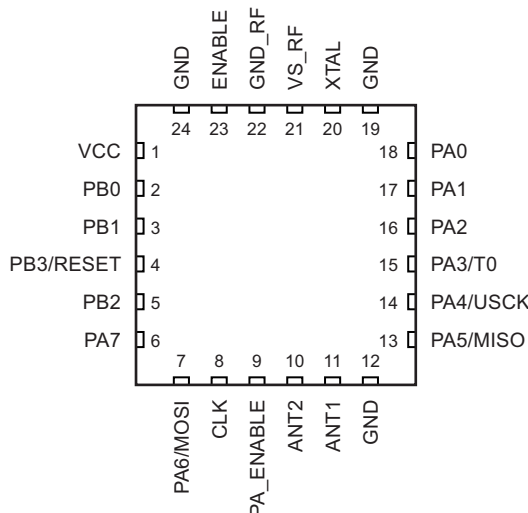 GND
ENABLE
GND_RF
VS_RF
XTAL
GND
24 23 22 21 20 19
VCC 1 18 PA0
PB0 2 17 PA1
PB1 3 16 PA2
PB3/RESET 4 15 PA3/T0
PB2 5 14 PA4/USCK
PA7 6 13 PA5/MISO
7 8 9 10 11 12
PA6/MOSI
CLK
PA_ENABLE
ANT2
ANT1
GND